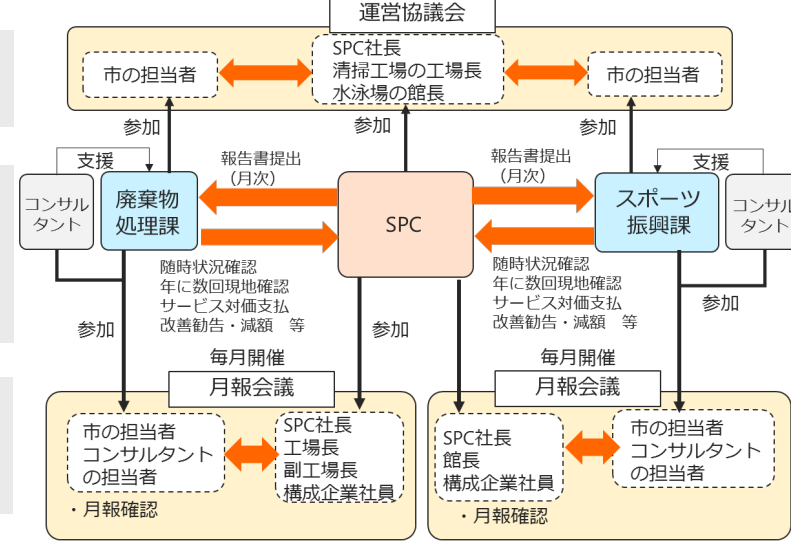 運営協議会
市の担当者
SPC社長
清掃工場の工場長
水泳場の館長
市の担当者
参加
参加
参加
支援
報告書提出
（月次）
報告書提出
（月次）
支援
コンサル
タント
廃棄物
処理課
SPC
スポーツ
振興課
コンサル
タント
随時状況確認
年に数回現地確認
サービス対価支払
改善勧告・減額　等
随時状況確認
年に数回現地確認
サービス対価支払
改善勧告・減額　等
参加
参加
参加
毎月開催
月報会議
毎月開催
月報会議
市の担当者
コンサルタント
の担当者
SPC社長
工場長
副工場長
構成企業社員
・月報確認
SPC社長
館長
構成企業社員
市の担当者
コンサルタント
の担当者
・月報確認